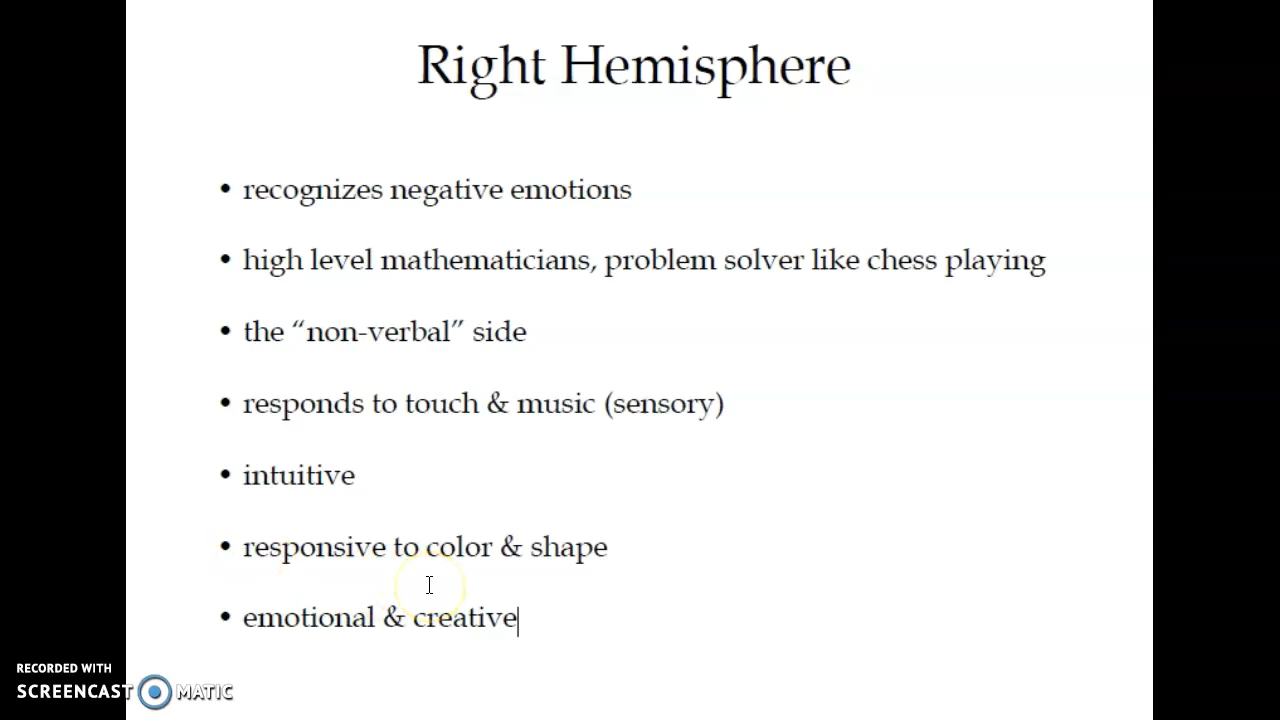 Right Hemisphere
• recognizes negative emotions
• high level mathematicians, problem solver like chess playing
• the “non-verbal” side
• responds to touch & music (sensory)
• intuitive
• responsive to color & shape
• emotional & creative
RECORDED WITH
SCREENCAST MATIC